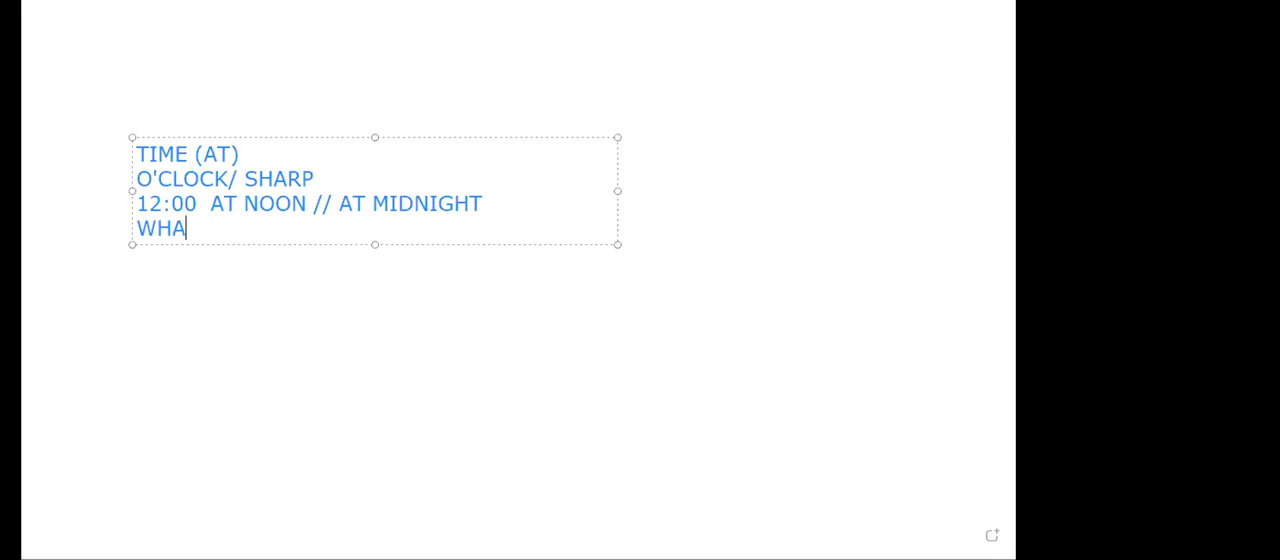 TIME (AT)
O'CLOCK/ SHARP
12:00  AT NOON // AT MIDNIGHT
WHA